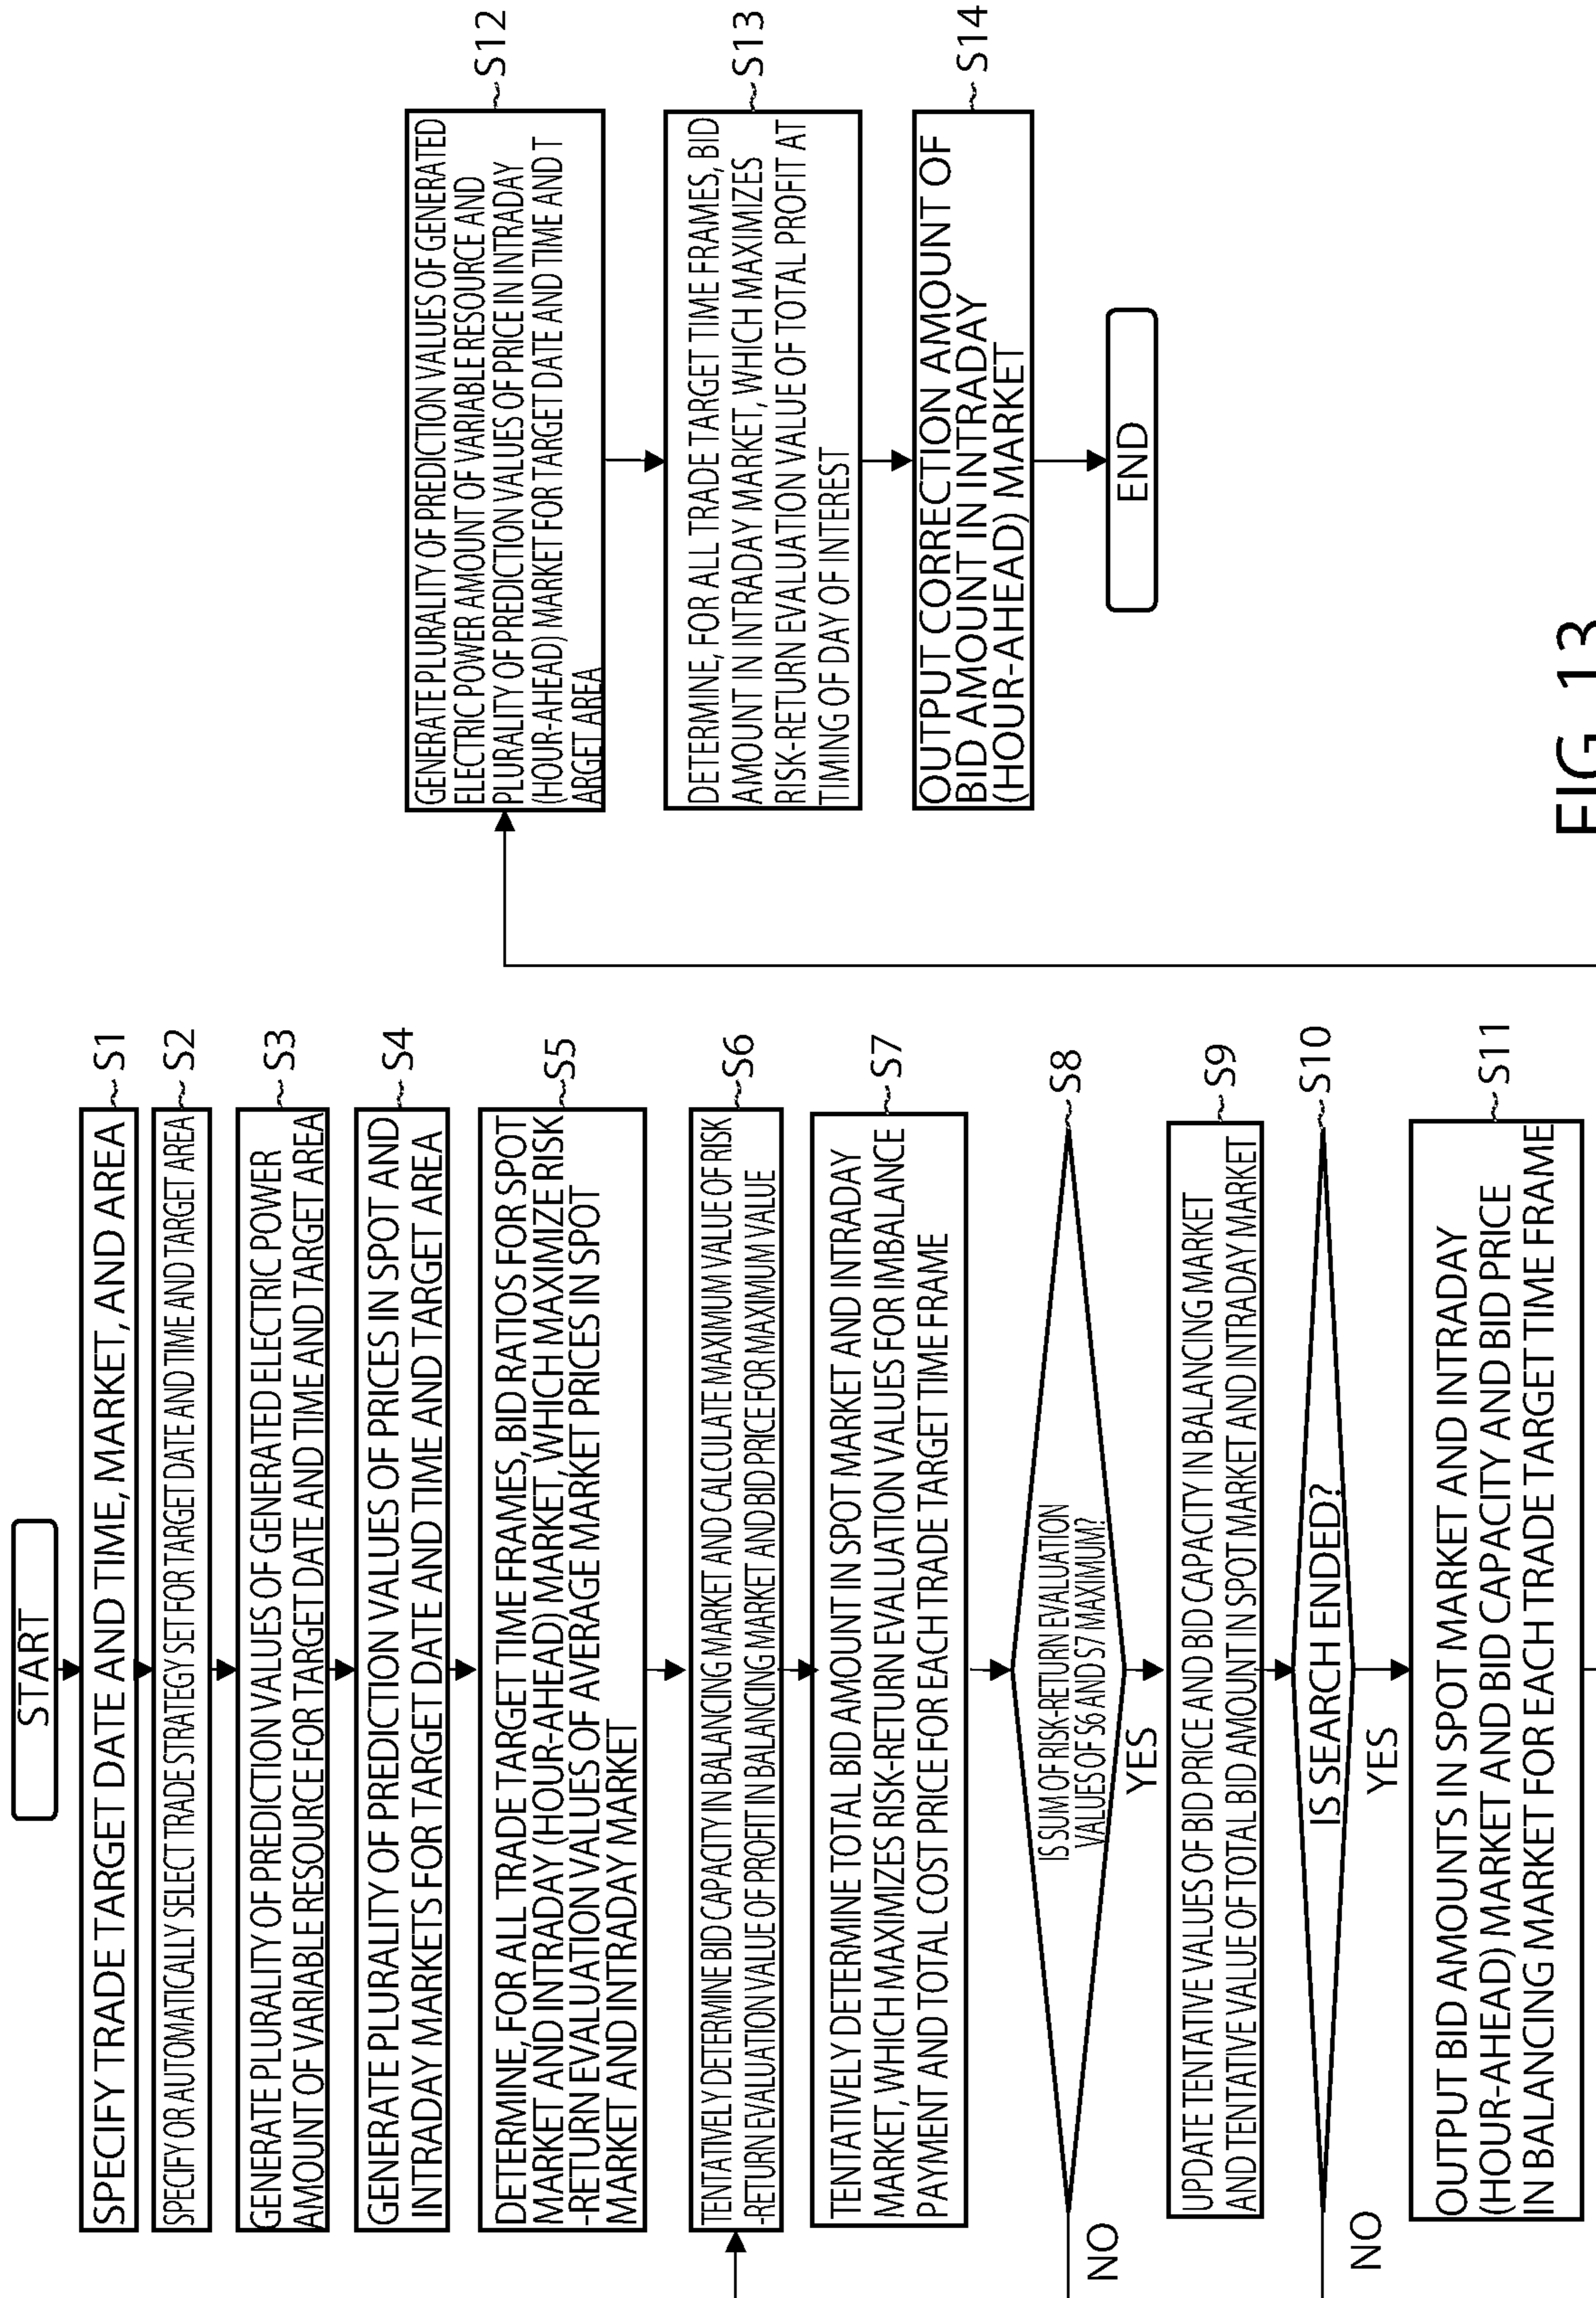 START
SPECIFY TRADE TARGET DATE AND TIME, MARKET, AND AREA
S1
SPECIFY OR AUTOMATICALLY SELECT TRADE STRATEGY SET FOR TARGET DATE AND TIME AND TARGET AREA
S2
GENERATE PLURALITY OF PREDICTION VALUES OF GENERATED ELECTRIC POWER
AMOUNT OF VARIABLE RESOURCE FOR TARGET DATE AND TIME AND TARGET AREA
S3
GENERATE PLURALITY OF PREDICTION VALUES OF PRICES IN SPOT AND
INTRADAY MARKETS FOR TARGET DATE AND TIME AND TARGET AREA
S4
DETERMINE, FOR ALL TRADE TARGET TIME FRAMES, BID RATIOS FOR SPOT
MARKET AND INTRADAY (HOUR-AHEAD) MARKET, WHICH MAXIMIZE RISK
-RETURN EVALUATION VALUES OF AVERAGE MARKET PRICES IN SPOT
MARKET AND INTRADAY MARKET
S5
TENTATIVELY DETERMINE BID CAPACITY IN BALANCING MARKET AND CALCULATE MAXIMUM VALUE OF RISK
-RETURN EVALUATION VALUE OF PROFIT IN BALANCING MARKET AND BID PRICE FOR MAXIMUM VALUE
S6
TENTATIVELY DETERMINE TOTAL BID AMOUNT IN SPOT MARKET AND INTRADAY
MARKET, WHICH MAXIMIZES RISK-RETURN EVALUATION VALUES FOR IMBALANCE
PAYMENT AND TOTAL COST PRICE FOR EACH TRADE TARGET TIME FRAME
S7
IS SUM OF RISK-RETURN EVALUATION
VALUES OF S6 AND S7 MAXIMUM?
S8
NO
YES
UPDATE TENTATIVE VALUES OF BID PRICE AND BID CAPACITY IN BALANCING MARKET
AND TENTATIVE VALUE OF TOTAL BID AMOUNT IN SPOT MARKET AND INTRADAY MARKET
S9
IS SEARCH ENDED?
S10
NO
YES
OUTPUT BID AMOUNTS IN SPOT MARKET AND INTRADAY
(HOUR-AHEAD) MARKET AND BID CAPACITY AND BID PRICE
IN BALANCING MARKET FOR EACH TRADE TARGET TIME FRAME
S11
GENERATE PLURALITY OF PREDICTION VALUES OF GENERATED
ELECTRIC POWER AMOUNT OF VARIABLE RESOURCE AND
PLURALITY OF PREDICTION VALUES OF PRICE IN INTRADAY
(HOUR-AHEAD) MARKET FOR TARGET DATE AND TIME AND T
ARGET AREA
S12
DETERMINE, FOR ALL TRADE TARGET TIME FRAMES, BID
AMOUNT IN INTRADAY MARKET, WHICH MAXIMIZES
RISK-RETURN EVALUATION VALUE OF TOTAL PROFIT AT
TIMING OF DAY OF INTEREST
S13
OUTPUT CORRECTION AMOUNT OF
BID AMOUNT IN INTRADAY
(HOUR-AHEAD) MARKET
S14
END
FIG. 13